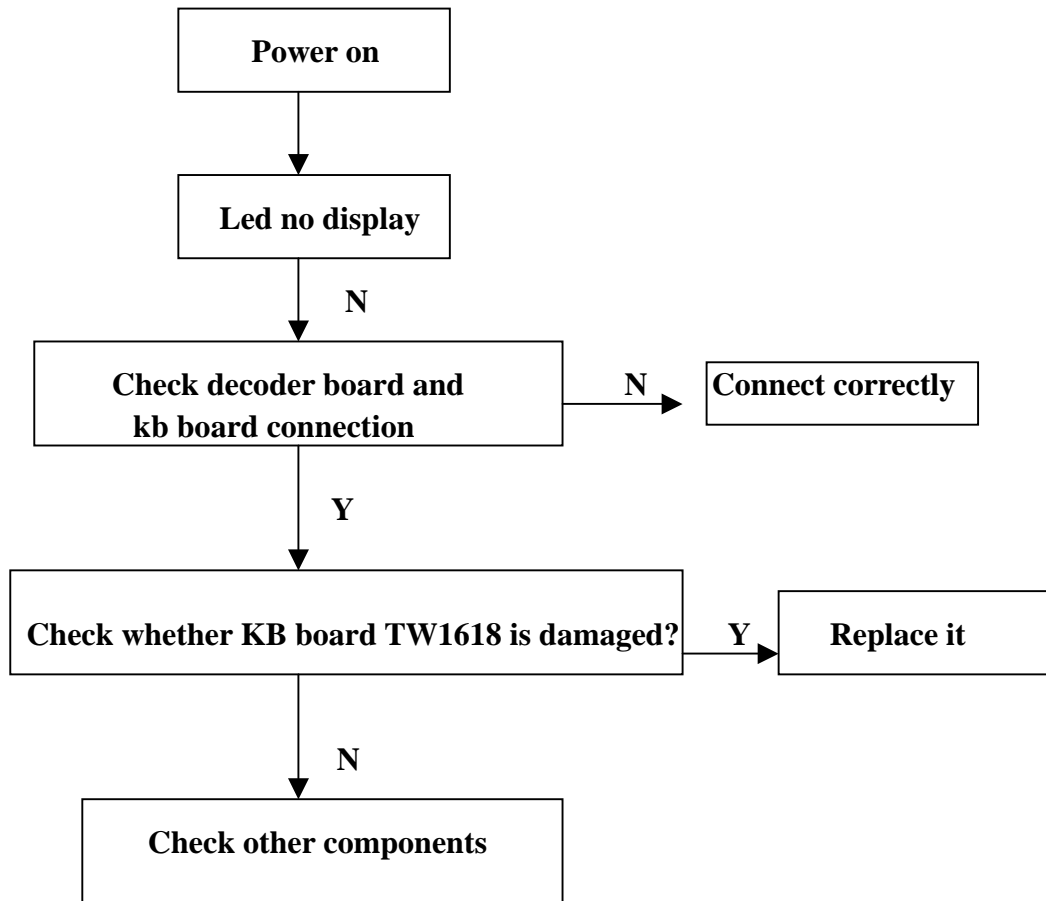 Power on
Led no display
N
Check decoder board and
kb board connection
N
Connect correctly
Y
Check whether KB board TW1618 is damaged?
Y
Replace it
N
Check other components